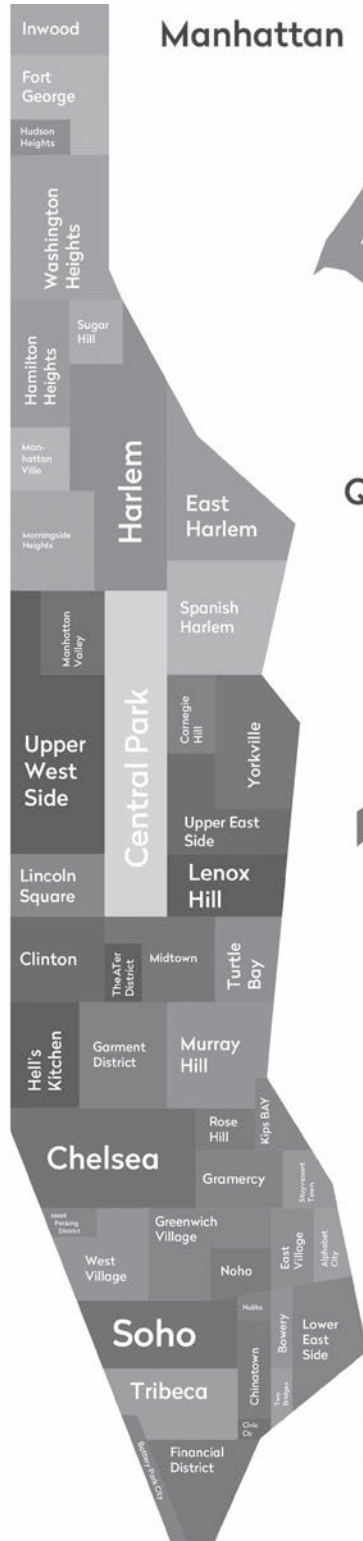 Manhattan
Inwood
Fort
George
Hudson
Heights
Washington
Heights
Sugar
Hill
Hamilton
Heights
Man-
hattan
Ville
Harlem
Q
Morningside
Heights
East
Harlem
Spanish
Harlem
Manhattan
Valley
Central Park
Carnegie
Hill
Yorkville
Upper
West
Side
Upper East
Side
Lincoln
Square
Lenox
Hill
Clinton
TheATer
District
Midtown
Turtle
Bay
Hell's
Kitchen
Garment
District
Murray
Hill
Kips BAY
Rose
Hill
Chelsea
Gramercy
Stuyvesant
Town
Meat
Packing
District
Greenwich
Village
West
Village
Noho
East
Village
Alphabet
City
Soho
Nolita
Bowery
Lower
East
Side
Chinatown
Two
Bridges
Tribeca
Civic
Ctr
Battery Park CitY
Financial
District